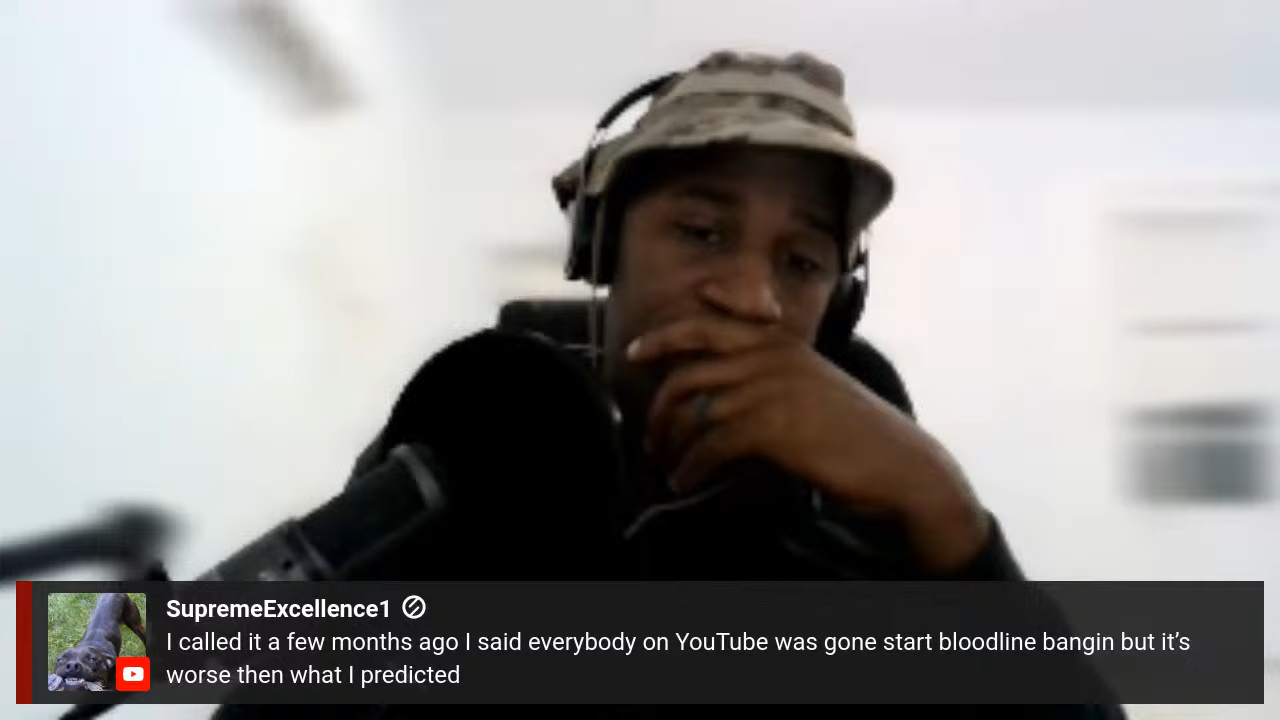 SupremeExcellence1
I called it a few months ago I said everybody on YouTube was gone start bloodline bangin but it’s
worse then what I predicted